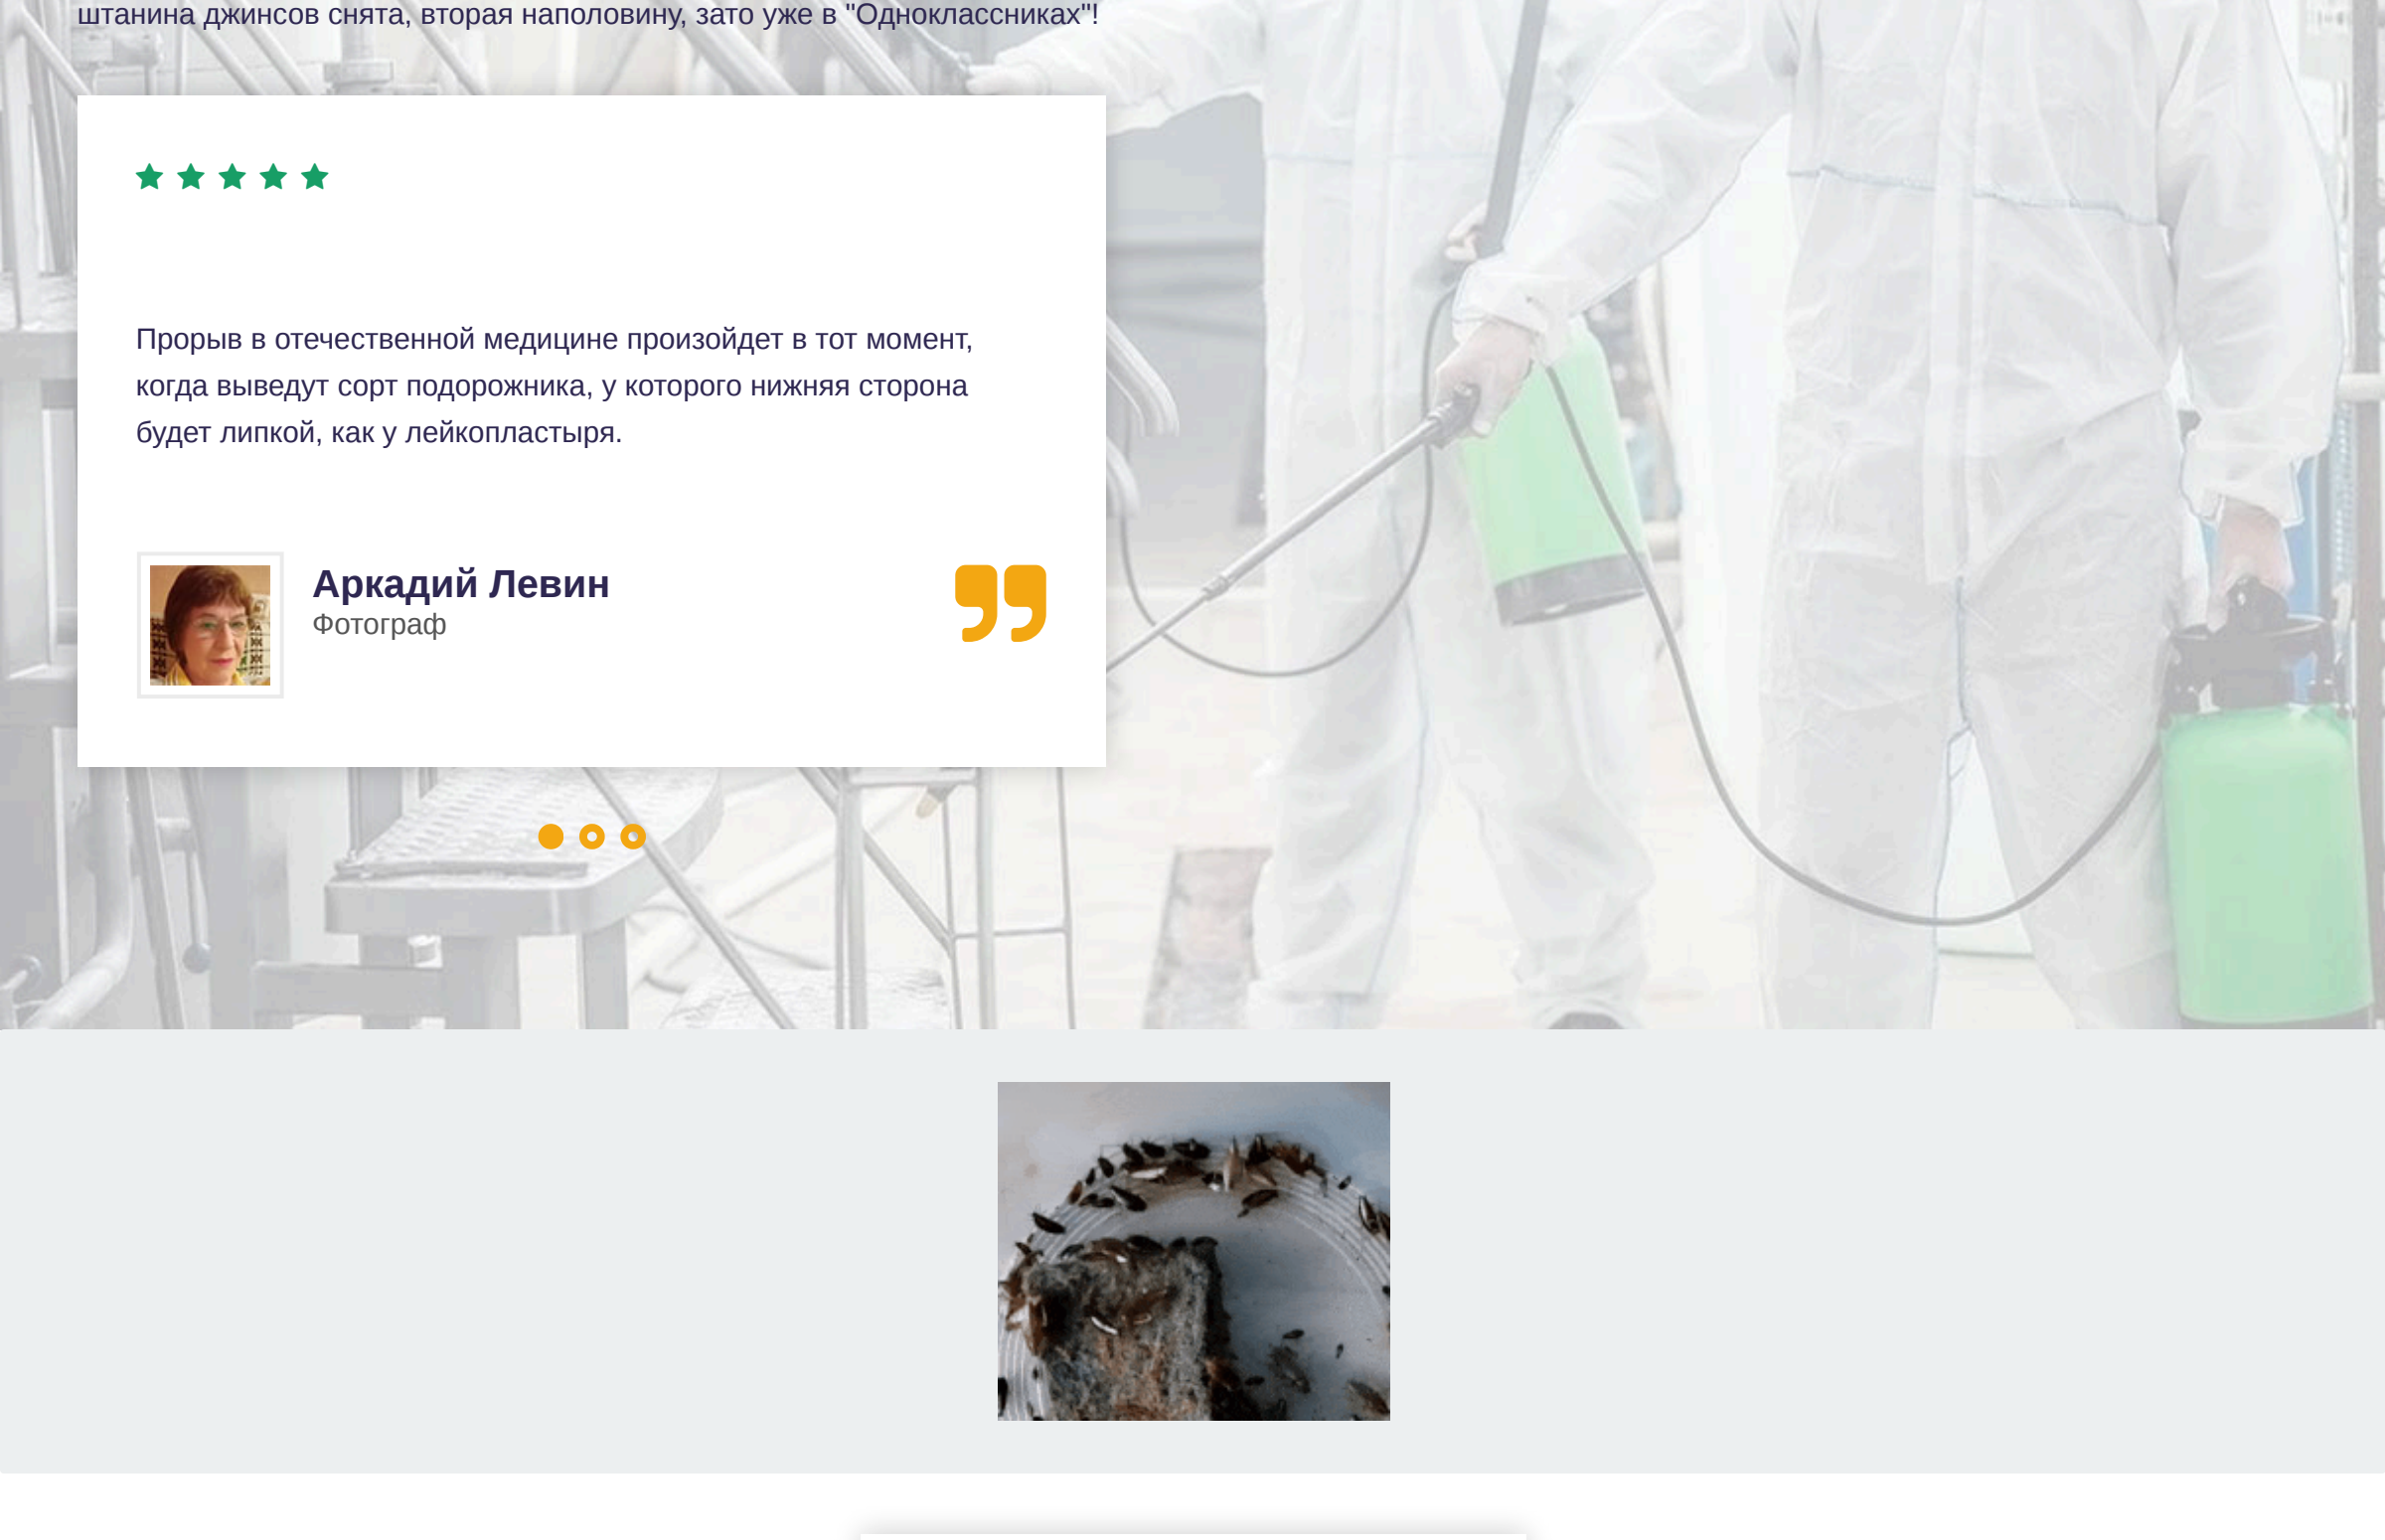 штанина джинсов снята, вторая наполовину, зато уже в "Одноклассниках"!
Прорыв в отечественной медицине произойдет в тот момент,
когда выведут сорт подорожника, у которого нижняя сторона
будет липкой, как у лейкопластыря.
Аркадий Левин
Фотограф